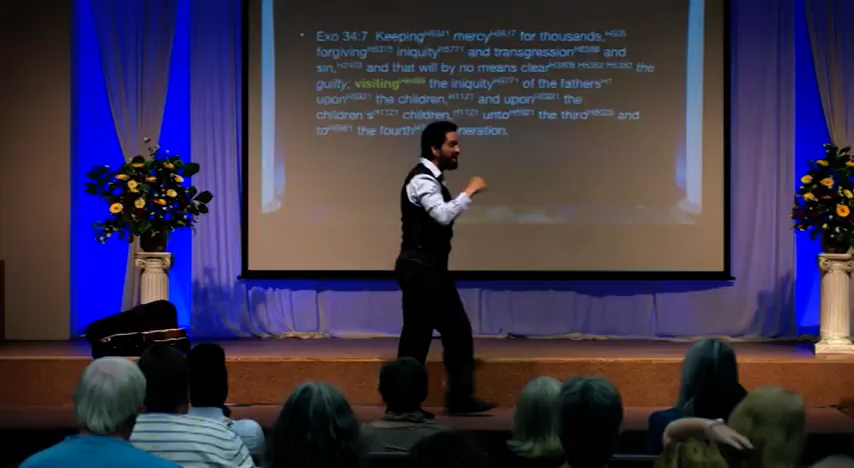 • Exo 34:7 Keeping mercy for thousands,
forgiving iniquity and transgression and
sin, and that will by no means clear the
guilty; visiting the iniquity of the fathers
upon the children, and upon the
children's children, unto the third and
to the fourth